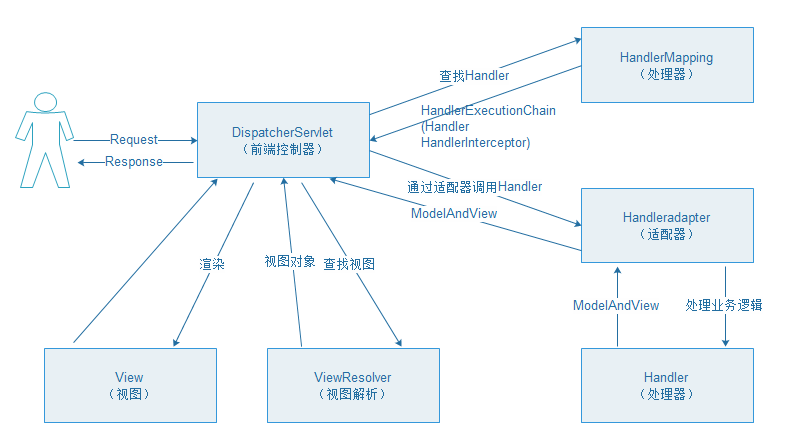 HandlerMapping
（处理器）
查找Handler
HandlerExecutionChain
(Handler
HandlerInterceptor)
DispatcherServlet
（前端控制器）
Request
Response
通过适配器调用Handler
ModelAndView
Handleradapter
（适配器）
渲染
视图对象
查找视图
ModelAndView
处理业务逻辑
View
（视图）
ViewResolver
（视图解析）
Handler
（处理器）